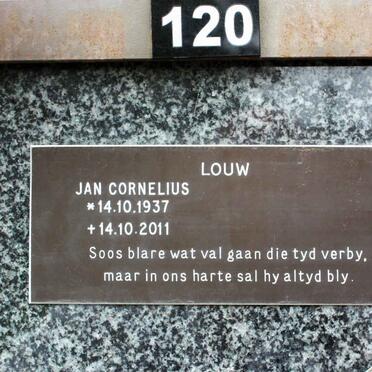 120
LOUW
JAN CORNELIUS
*14.10.1937
+14.10.2011
Soos blare wat val gaan die tyd verby,
maar in ons harte sal hy altyd bly.